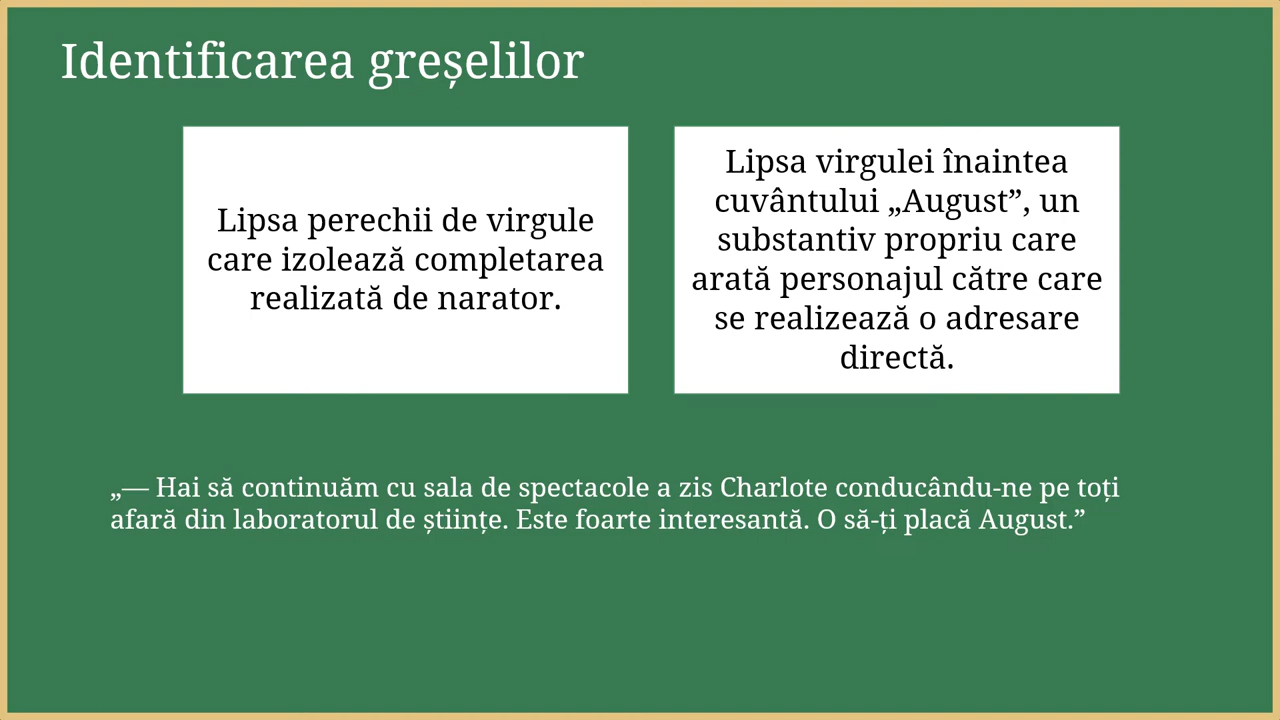 Identificarea greșelilor
Lipsa perechii de virgule
care izolează completarea
realizată de narator.
Lipsa virgulei înaintea
cuvântului „August”, un
substantiv propriu care
arată personajul către care
se realizează o adresare
directă.
„— Hai să continuăm cu sala de spectacole a zis Charlote conducându-ne pe toți
afară din laboratorul de științe. Este foarte interesantă. O să-ți placă August.”